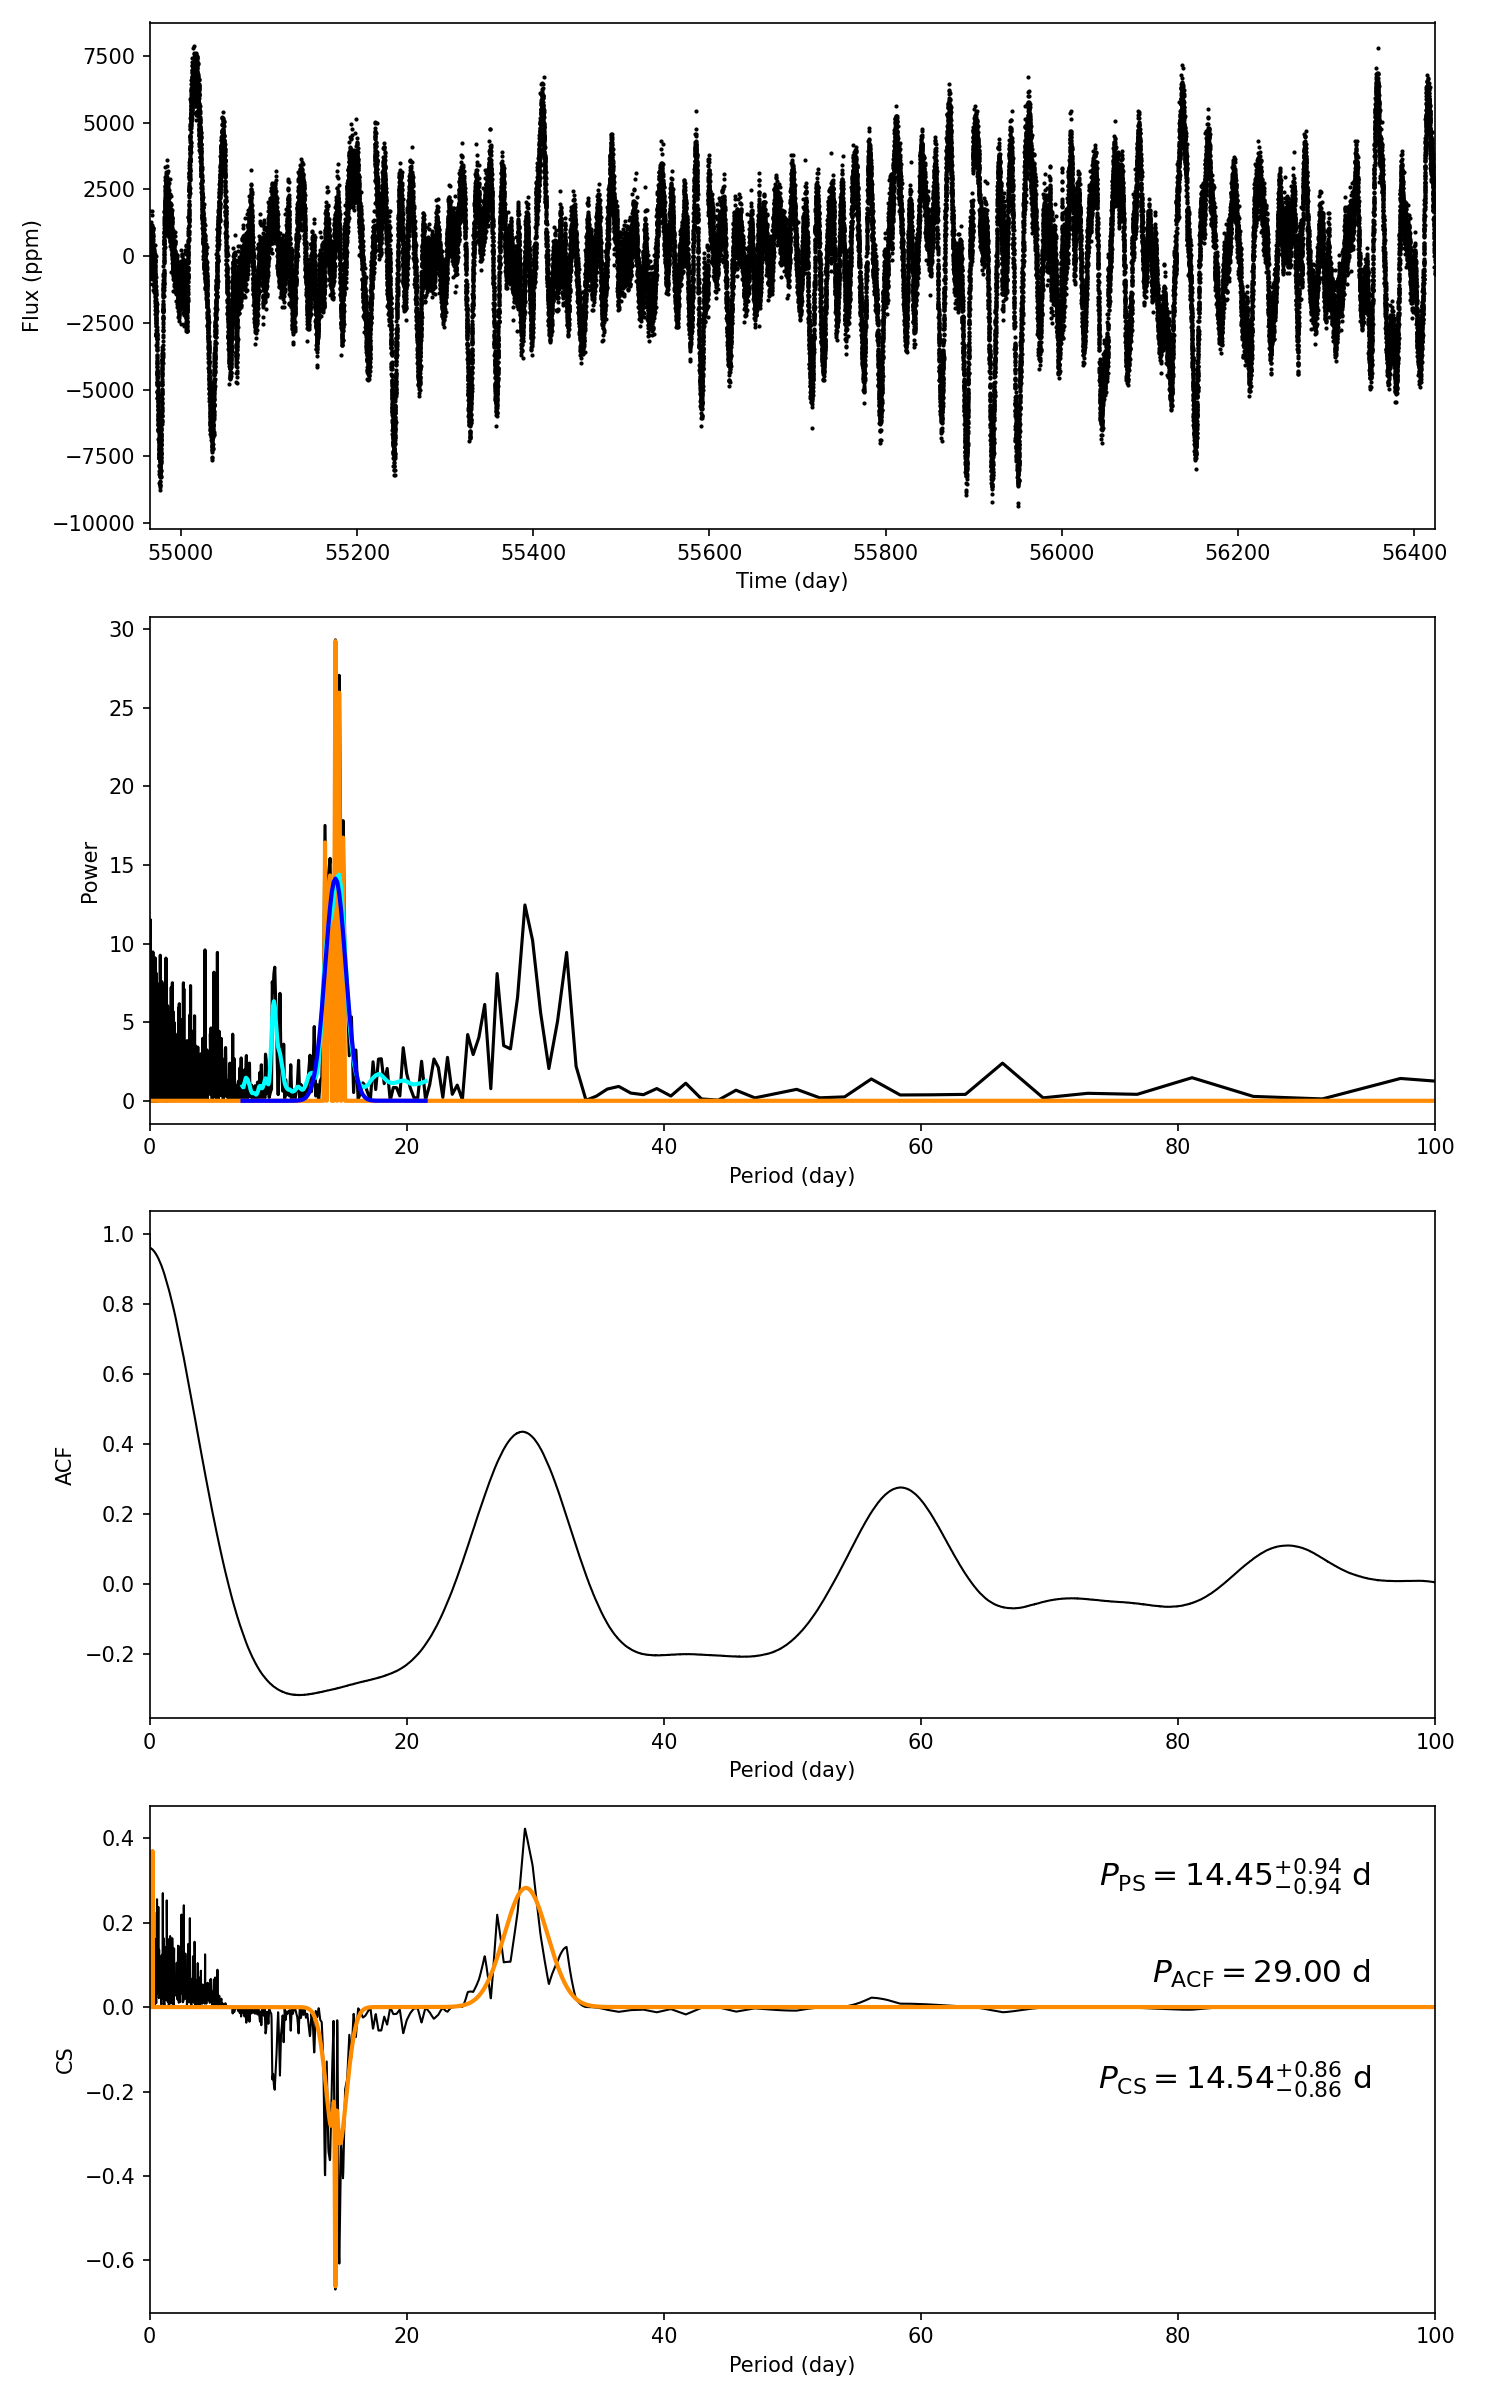 7500
5000
2500
0
−2500
−5000
−7500
−10000
Flux (ppm)
55000 55200 55400 55600 55800 56000 56200 56400
Time (day)
30
25
20
15
10
5
0
Power
0 20 40 60 80 100
Period (day)
1.0
0.8
0.6
0.4
0.2
0.0
−0.2
ACF
0 20 40 60 80 100
Period (day)
0.4
0.2
0.0
−0.2
−0.4
−0.6
CS
P_PS = 14.45^{+0.94}_{−0.94} d
P_ACF = 29.00 d
P_CS = 14.54^{+0.86}_{−0.86} d
0 20 40 60 80 100
Period (day)